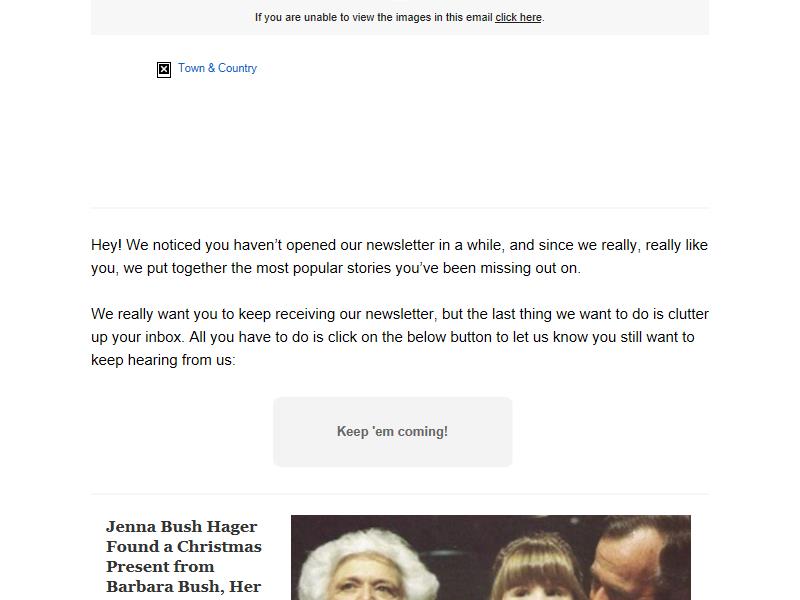 If you are unable to view the images in this email click here.
Town & Country
Hey! We noticed you haven’t opened our newsletter in a while, and since we really, really like
you, we put together the most popular stories you’ve been missing out on.
We really want you to keep receiving our newsletter, but the last thing we want to do is clutter
up your inbox. All you have to do is click on the below button to let us know you still want to
keep hearing from us:
Keep 'em coming!
Jenna Bush Hager
Found a Christmas
Present from
Barbara Bush, Her